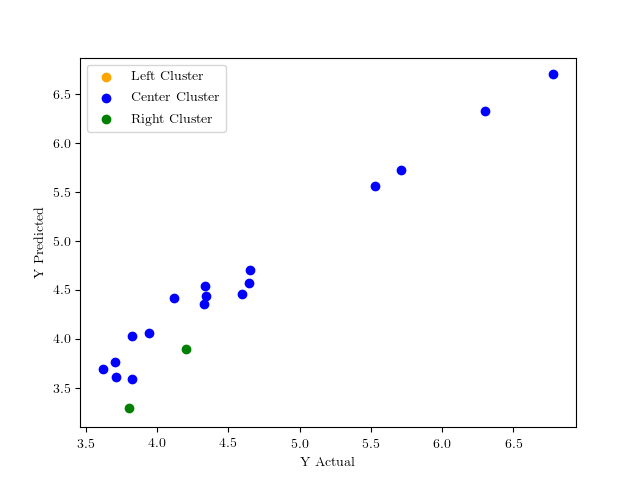 Left Cluster
Center Cluster
Right Cluster
6.5
6.0
5.5
5.0
4.5
4.0
3.5
Y Predicted
3.5 4.0 4.5 5.0 5.5 6.0 6.5
Y Actual